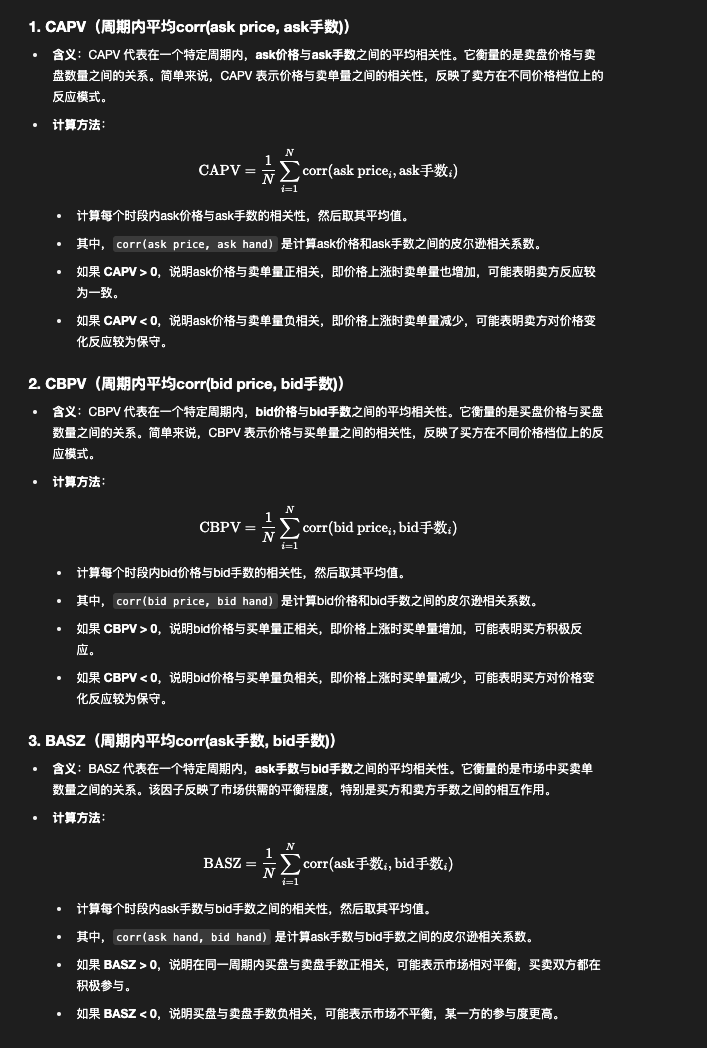 1. CAPV（周期内平均corr(ask price, ask手数)）
• 含义：CAPV 代表在一个特定周期内，ask价格与ask手数之间的平均相关性。它衡量的是卖盘价格与卖
盘数量之间的关系。简单来说，CAPV 表示价格与卖单量之间的相关性，反映了卖方在不同价格档位上的
反应模式。
• 计算方法：
CAPV = \frac{1}{N} \sum_{i=1}^{N} corr(ask price_i, ask手数_i)
• 计算每个时段内ask价格与ask手数的相关性，然后取其平均值。
• 其中，corr(ask price, ask hand) 是计算ask价格和ask手数之间的皮尔逊相关系数。
• 如果 CAPV > 0，说明ask价格与卖单量正相关，即价格上涨时卖单量也增加，可能表明卖方反应较
为一致。
• 如果 CAPV < 0，说明ask价格与卖单量负相关，即价格上涨时卖单量减少，可能表明卖方对价格变
化反应较为保守。
2. CBPV（周期内平均corr(bid price, bid手数)）
• 含义：CBPV 代表在一个特定周期内，bid价格与bid手数之间的平均相关性。它衡量的是买盘价格与买盘
数量之间的关系。简单来说，CBPV 表示价格与买单量之间的相关性，反映了买方在不同价格档位上的反
应模式。
• 计算方法：
CBPV = \frac{1}{N} \sum_{i=1}^{N} corr(bid price_i, bid手数_i)
• 计算每个时段内bid价格与bid手数的相关性，然后取其平均值。
• 其中，corr(bid price, bid hand) 是计算bid价格和bid手数之间的皮尔逊相关系数。
• 如果 CBPV > 0，说明bid价格与买单量正相关，即价格上涨时买单量增加，可能表明买方积极反
应。
• 如果 CBPV < 0，说明bid价格与买单量负相关，即价格上涨时买单量减少，可能表明买方对价格变
化反应较为保守。
3. BASZ（周期内平均corr(ask手数, bid手数)）
• 含义：BASZ 代表在一个特定周期内，ask手数与bid手数之间的平均相关性。它衡量的是市场中买卖单
数量之间的关系。该因子反映了市场供需的平衡程度，特别是买方和卖方手数之间的相互作用。
• 计算方法：
BASZ = \frac{1}{N} \sum_{i=1}^{N} corr(ask手数_i, bid手数_i)
• 计算每个时段内ask手数与bid手数之间的相关性，然后取其平均值。
• 其中，corr(ask hand, bid hand) 是计算ask手数与bid手数之间的皮尔逊相关系数。
• 如果 BASZ > 0，说明在同一周期内买盘与卖盘手数正相关，可能表示市场相对平衡，买卖双方都在
积极参与。
• 如果 BASZ < 0，说明买盘与卖盘手数负相关，可能表示市场不平衡，某一方的参与度更高。